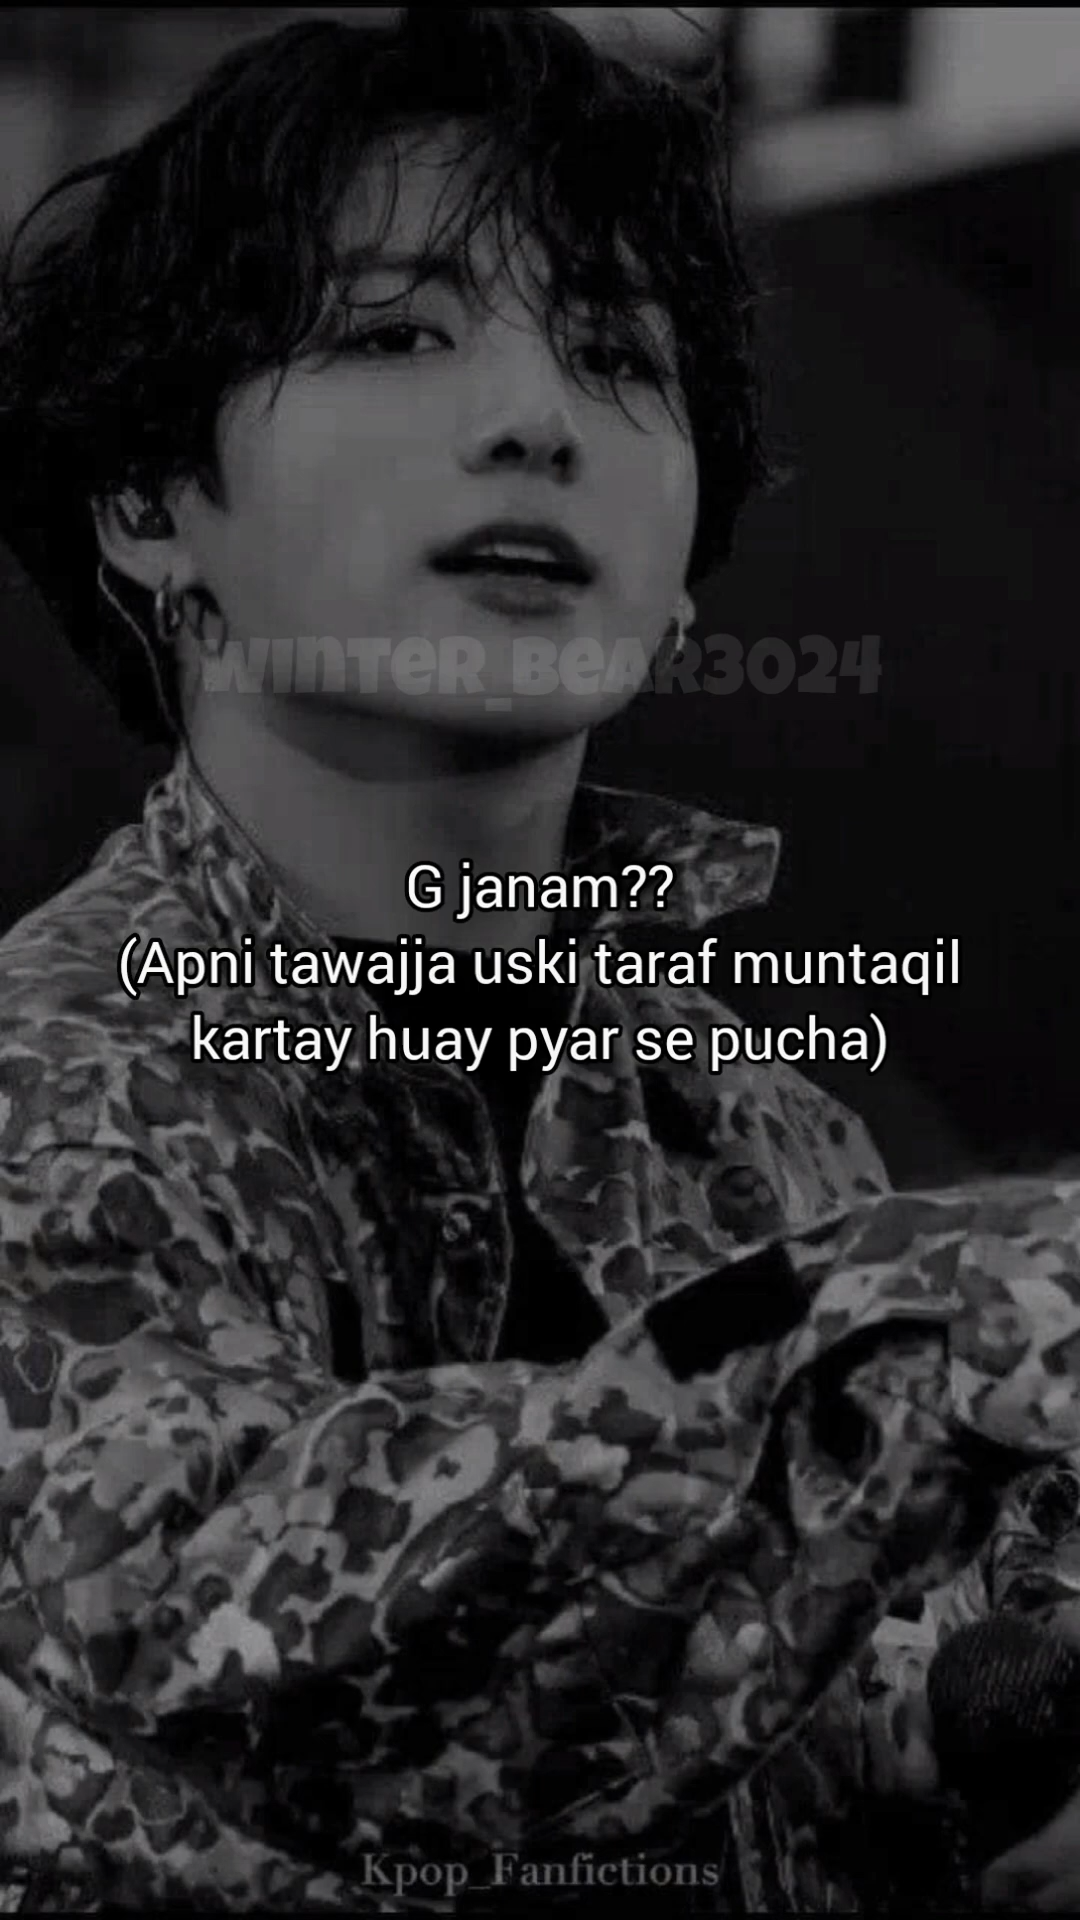 WINTER_BEAR3024
G janam??
(Apni tawajja uski taraf muntaqil
kartay huay pyar se pucha)
Kpop_Fanfictions